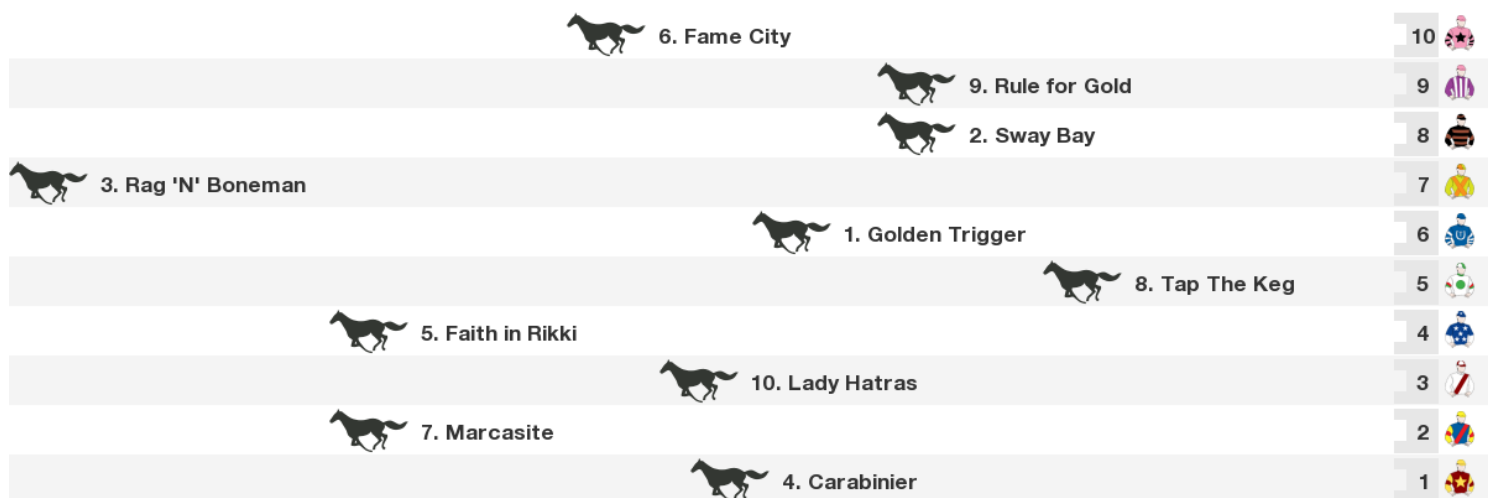 6. Fame City 10
9. Rule for Gold 9
2. Sway Bay 8
3. Rag 'N' Boneman 7
1. Golden Trigger 6
8. Tap The Keg 5
5. Faith in Rikki 4
10. Lady Hatras 3
7. Marcasite 2
4. Carabinier 1